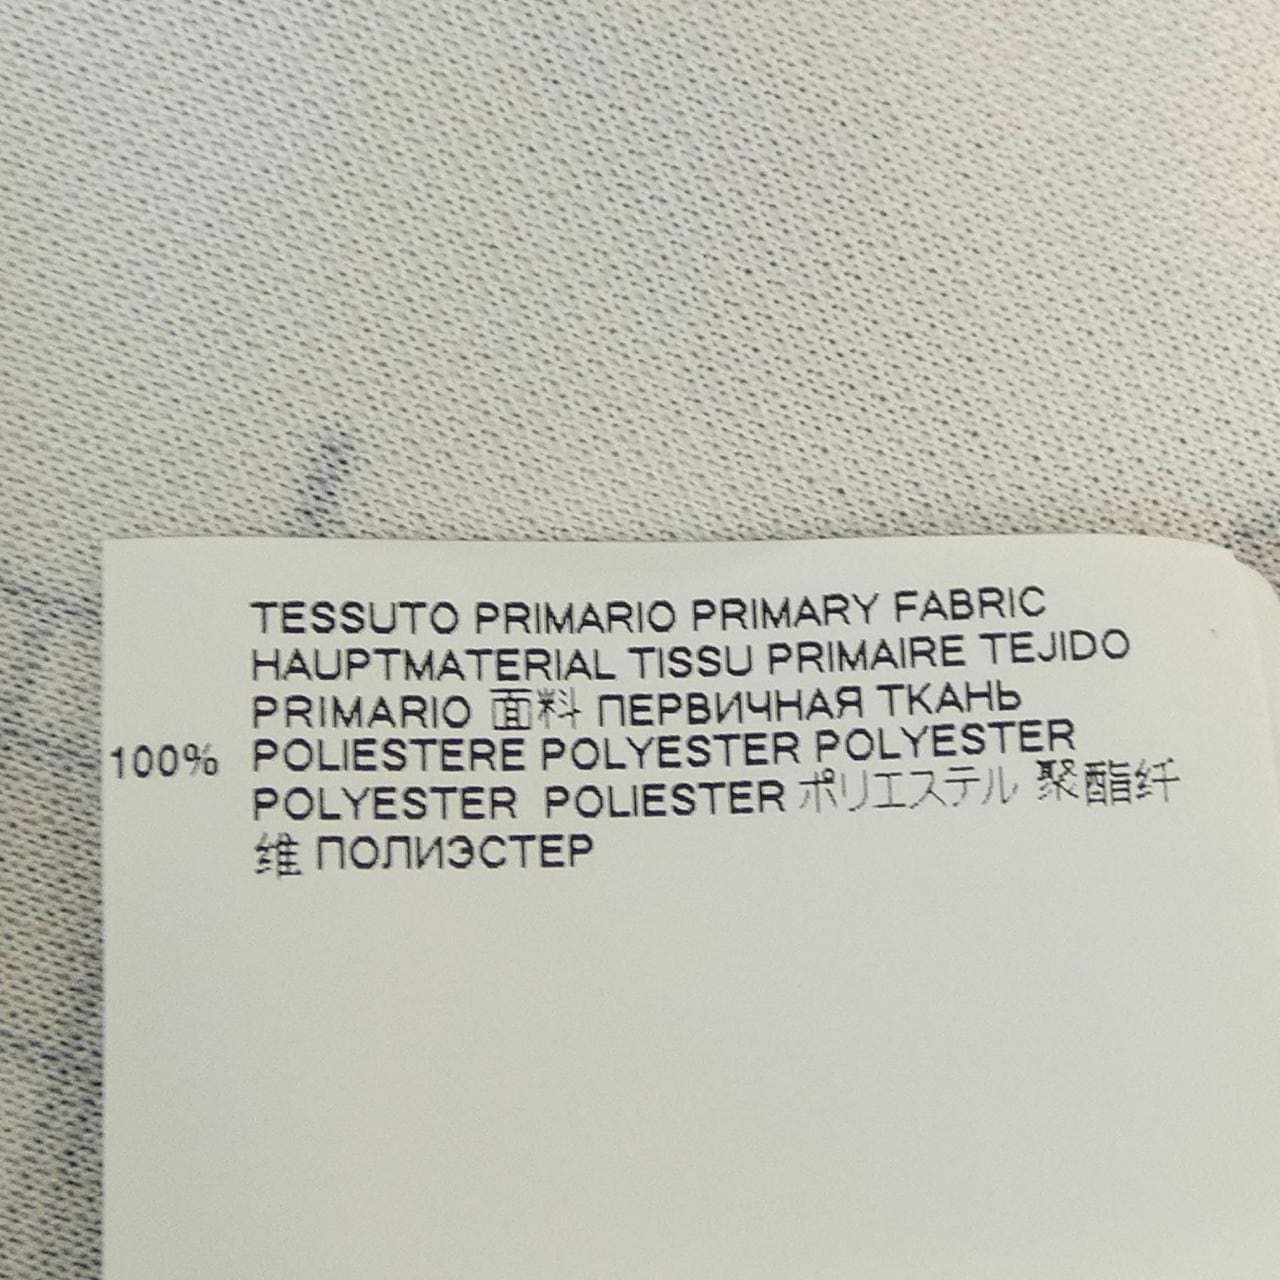 TESSUTO PRIMARIO PRIMARY FABRIC
HAUPTMATERIAL TISSU PRIMAIRE TEJIDO
PRIMARIO 面料 ПЕРВИЧНАЯ ТКАНЬ
100% POLIESTERE POLYESTER POLYESTER
POLYESTER POLIESTER ポリエステル 聚酯纤
维 ПОЛИЭСТЕР